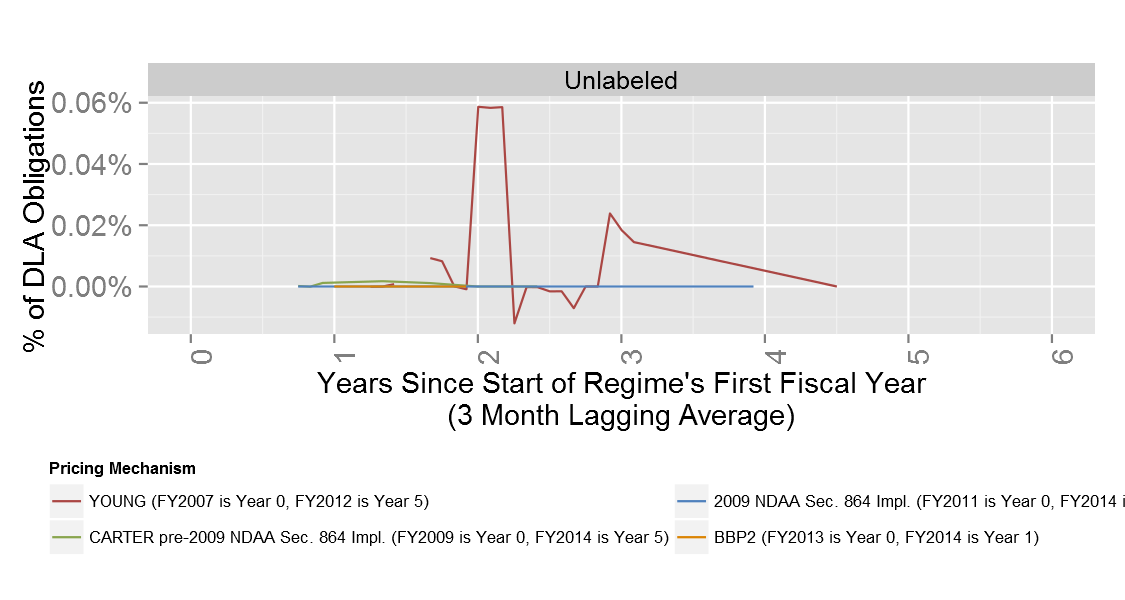 Unlabeled
% of DLA Obligations
0.06%
0.04%
0.02%
0.00%
0 1 2 3 4 5 6
Years Since Start of Regime's First Fiscal Year
(3 Month Lagging Average)
Pricing Mechanism
YOUNG (FY2007 is Year 0, FY2012 is Year 5)
2009 NDAA Sec. 864 Impl. (FY2011 is Year 0, FY2014 i
CARTER pre-2009 NDAA Sec. 864 Impl. (FY2009 is Year 0, FY2014 is Year 5)
BBP2 (FY2013 is Year 0, FY2014 is Year 1)